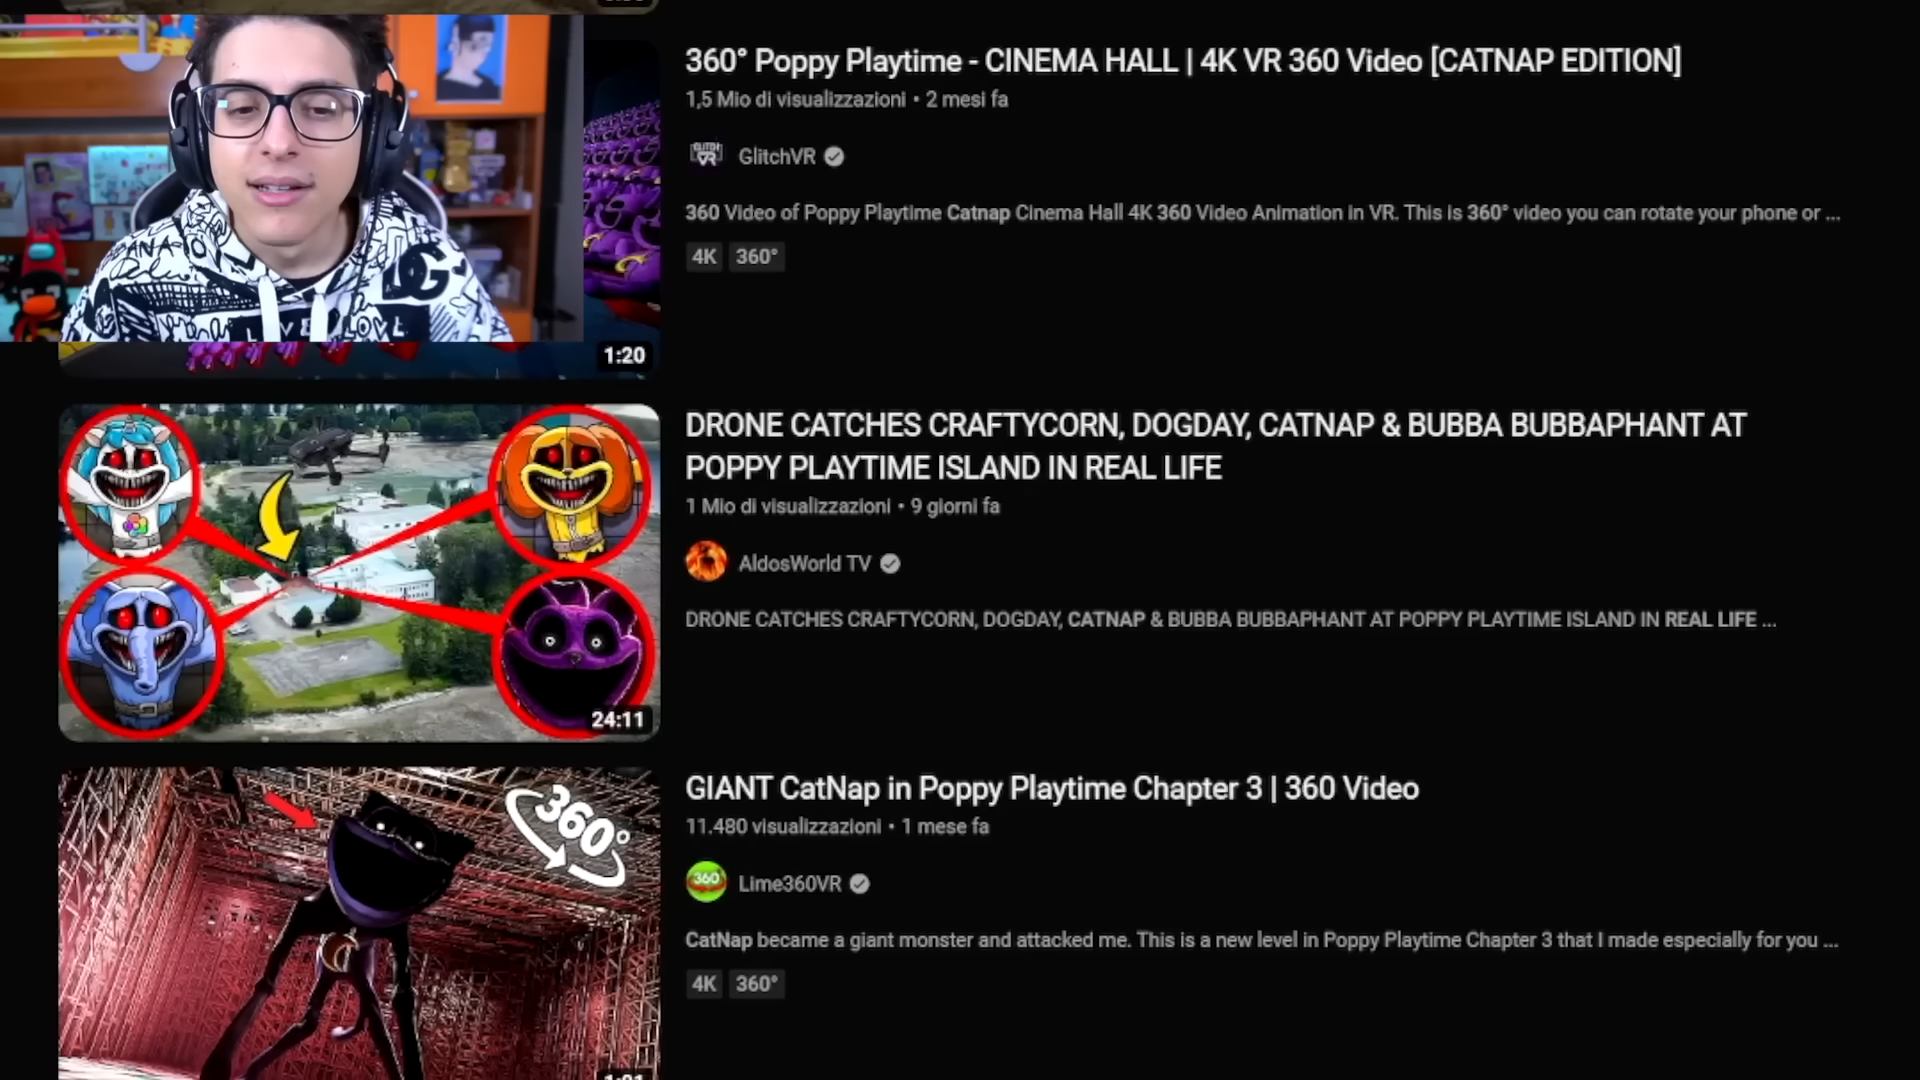 360° Poppy Playtime - CINEMA HALL | 4K VR 360 Video [CATNAP EDITION]
1,5 Mio di visualizzazioni • 2 mesi fa
GLITCH
VR
GlitchVR
360 Video of Poppy Playtime Catnap Cinema Hall 4K 360 Video Animation in VR. This is 360° video you can rotate your phone or ...
4K 360°
DG
LOVE LOVE
1:20
DRONE CATCHES CRAFTYCORN, DOGDAY, CATNAP & BUBBA BUBBAPHANT AT
POPPY PLAYTIME ISLAND IN REAL LIFE
1 Mio di visualizzazioni • 9 giorni fa
AldosWorld TV
DRONE CATCHES CRAFTYCORN, DOGDAY, CATNAP & BUBBA BUBBAPHANT AT POPPY PLAYTIME ISLAND IN REAL LIFE ...
24:11
360°
GIANT CatNap in Poppy Playtime Chapter 3 | 360 Video
11.480 visualizzazioni • 1 mese fa
360
Lime360VR
CatNap became a giant monster and attacked me. This is a new level in Poppy Playtime Chapter 3 that I made especially for you ...
4K 360°